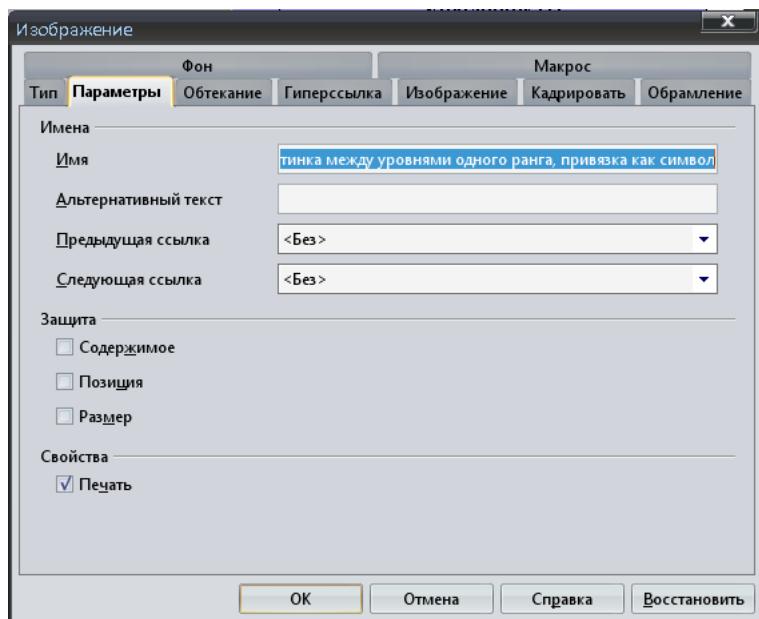 Изображение
Фон Макрос
Тип Параметры Обтекание Гиперссылка Изображение Кадрировать Обрамление
Имена
Имя тинка между уровнями одного ранга, привязка как символ
Альтернативный текст
Предыдущая ссылка <Без>
Следующая ссылка <Без>
Защита
Содержимое
Позиция
Размер
Свойства
Печать
ОК Отмена Справка Восстановить